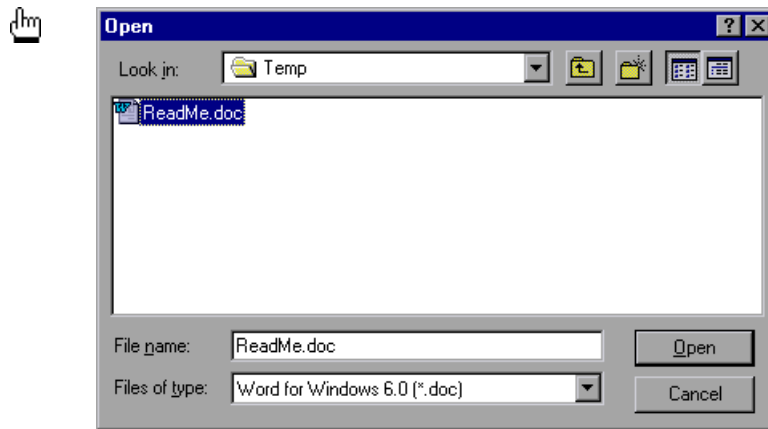 Open
Look in: Temp
ReadMe.doc
File name: ReadMe.doc Open
Files of type: Word for Windows 6.0 (*.doc) Cancel